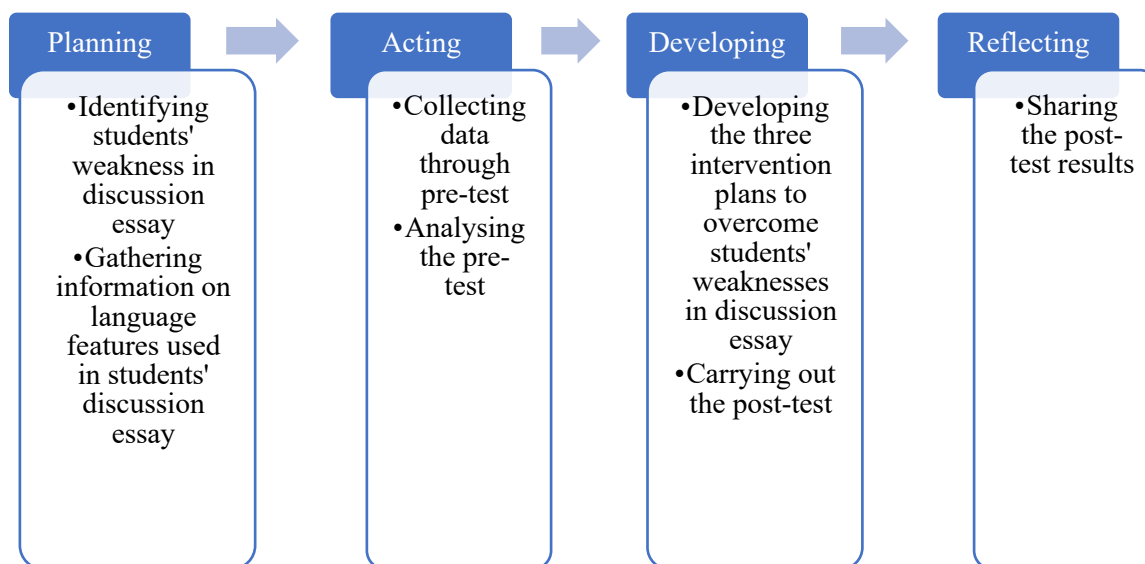 Planning
•Identifying
students'
weakness in
discussion
essay
•Gathering
information on
language
features used
in students'
discussion
essay
Acting
•Collecting
data
through
pre-test
•Analysing
the pre-
test
Developing
•Developing
the three
intervention
plans to
overcome
students'
weaknesses
in discussion
essay
•Carrying out
the post-test
Reflecting
•Sharing
the post-
test results